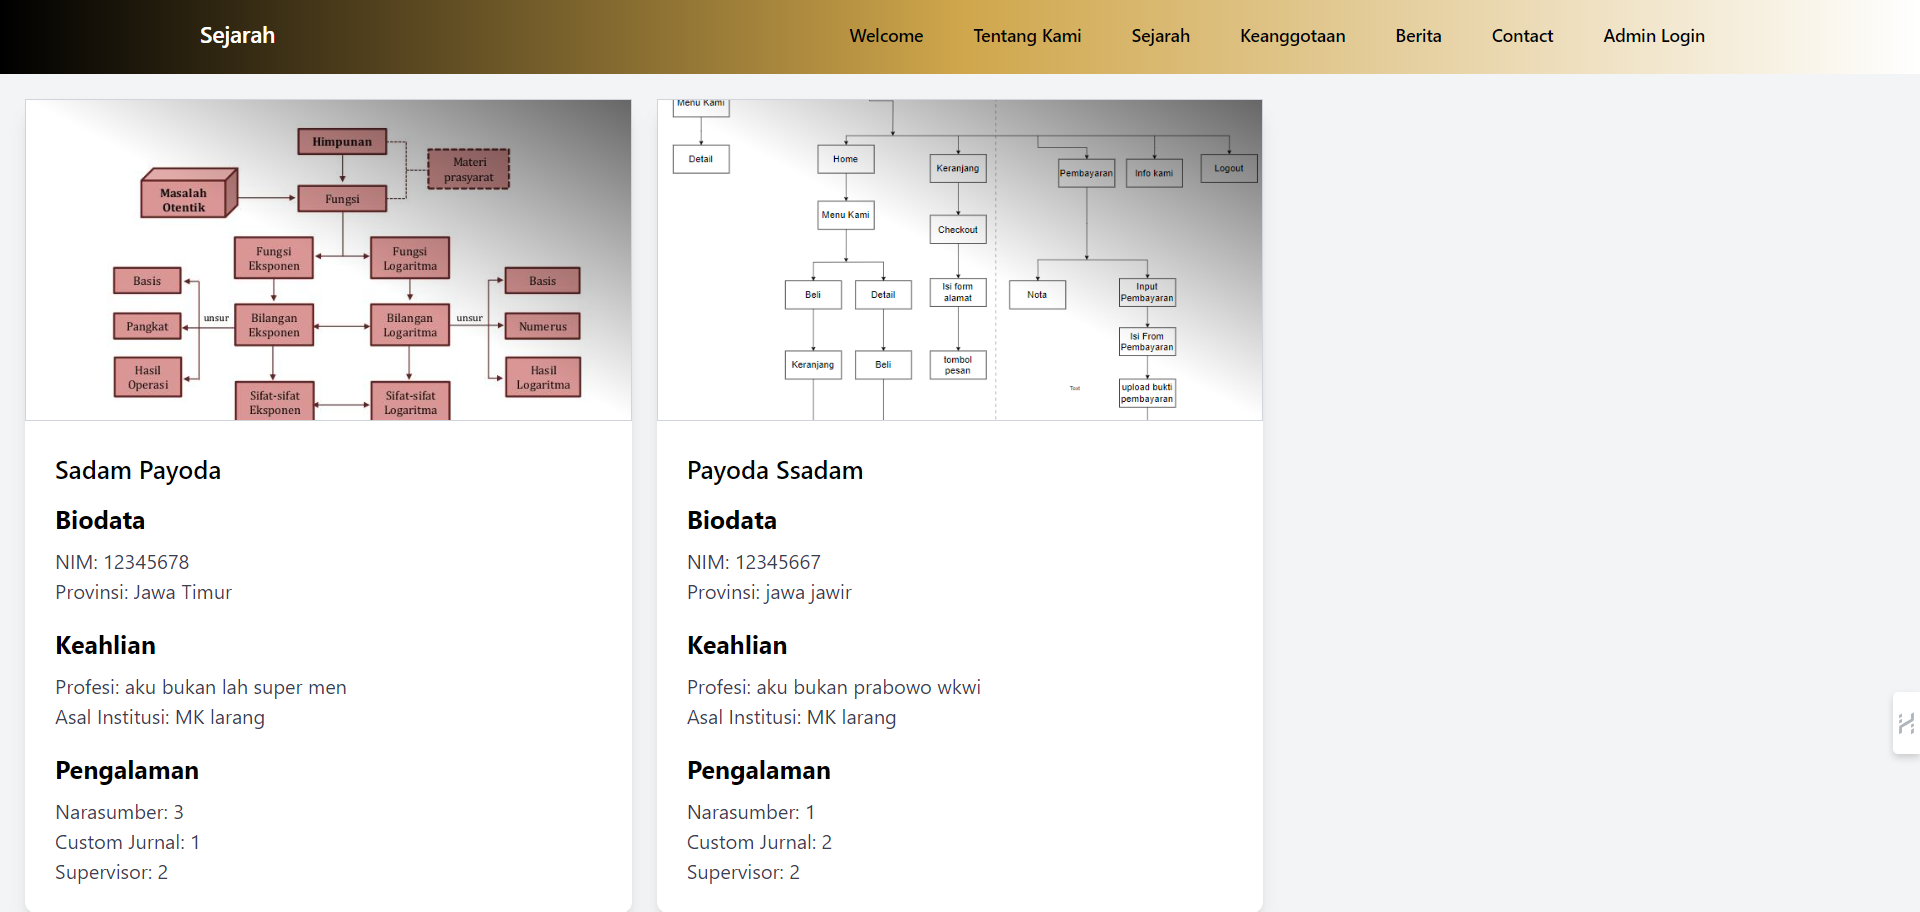 Sejarah
Welcome
Tentang Kami
Sejarah
Keanggotaan
Berita
Contact
Admin Login
Himpunan
Materi
prasyarat
Masalah
Otentik
Fungsi
Fungsi
Eksponen
Fungsi
Logaritma
Basis
Basis
unsur
Bilangan
Eksponen
Bilangan
Logaritma
unsur
Pangkat
Numerus
Hasil
Operasi
Hasil
Logaritma
Sifat-sifat
Eksponen
Sifat-sifat
Logaritma
Menu Kami
Detail
Home
Keranjang
Pembayaran
Info kami
Logout
Menu Kami
Checkout
Beli
Detail
Isi form
alamat
Nota
Input
Pembayaran
Isi From
Pembayaran
Keranjang
Beli
tombol
pesan
Text
upload bukti
pembayaran
Sadam Payoda
Biodata
NIM: 12345678
Provinsi: Jawa Timur
Keahlian
Profesi: aku bukan lah super men
Asal Institusi: MK larang
Pengalaman
Narasumber: 3
Custom Jurnal: 1
Supervisor: 2
Payoda Ssadam
Biodata
NIM: 12345667
Provinsi: jawa jawir
Keahlian
Profesi: aku bukan prabowo wkwi
Asal Institusi: MK larang
Pengalaman
Narasumber: 1
Custom Jurnal: 2
Supervisor: 2